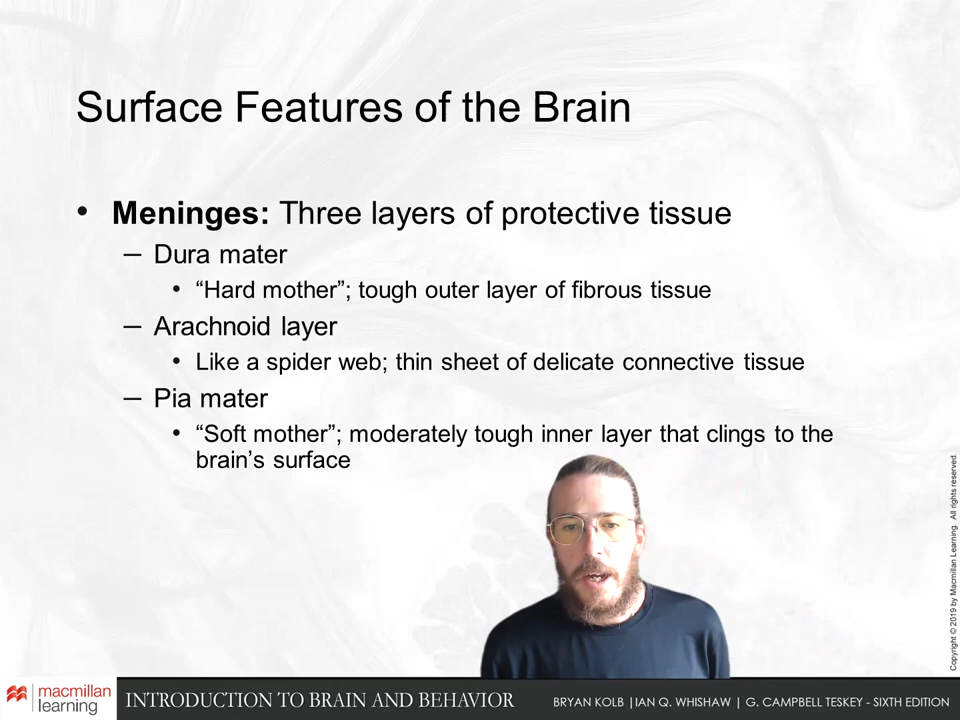 Surface Features of the Brain
• Meninges: Three layers of protective tissue
– Dura mater
• “Hard mother”; tough outer layer of fibrous tissue
– Arachnoid layer
• Like a spider web; thin sheet of delicate connective tissue
– Pia mater
• “Soft mother”; moderately tough inner layer that clings to the
brain’s surface
Copyright © 2019 by Macmillan Learning. All rights reserved.
macmillan
learning
INTRODUCTION TO BRAIN AND BEHAVIOR
BRYAN KOLB | IAN Q. WHISHAW | G. CAMPBELL TESKEY - SIXTH EDITION